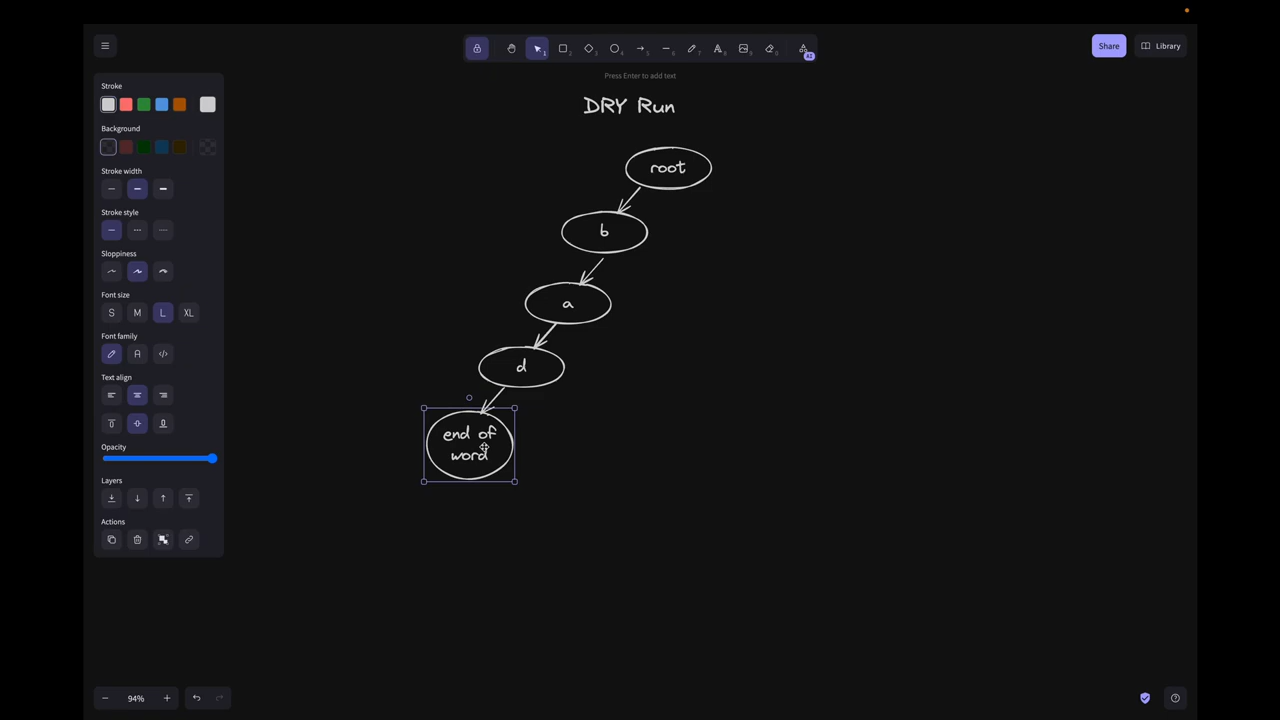 Share
Library
Press Enter to add text
DRY Run
Stroke
Background
Stroke width
Stroke style
Sloppiness
Font size
S M L XL
Font family
A
Text align
Opacity
Layers
Actions
root
b
a
d
end of
word
94%